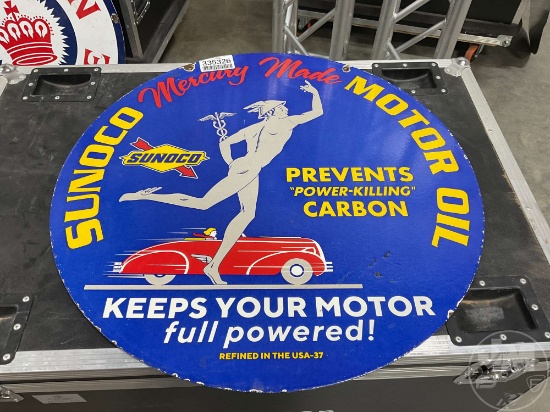 335326
Mercury Made
SUNOCO MOTOR OIL
SUNOCO
PREVENTS
"POWER-KILLING"
CARBON
KEEPS YOUR MOTOR
full powered!
REFINED IN THE USA-37